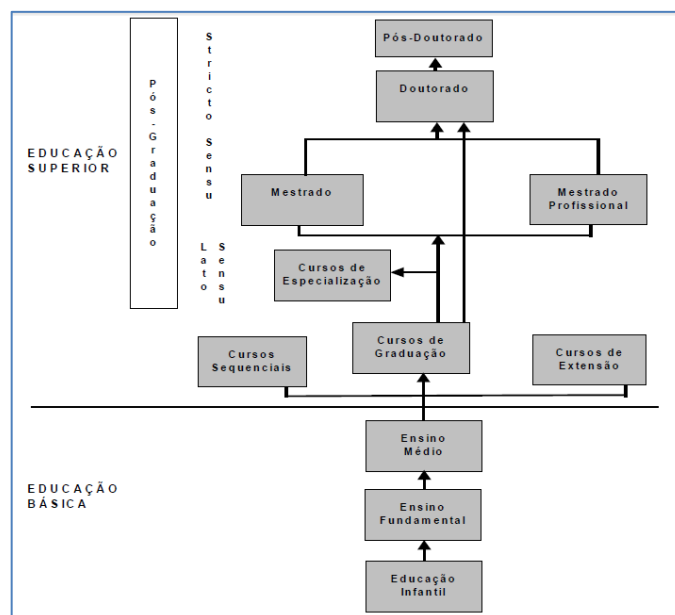 Pós-Doutorado
Doutorado
Pós-Graduação
Stricto Sensu
EDUCAÇÃO
SUPERIOR
Mestrado
Mestrado
Profissional
Lato
Sensu
Cursos de
Especialização
Cursos de
Graduação
Cursos
Sequenciais
Cursos de
Extensão
Ensino
Médio
EDUCAÇÃO
BÁSICA
Ensino
Fundamental
Educação
Infantil